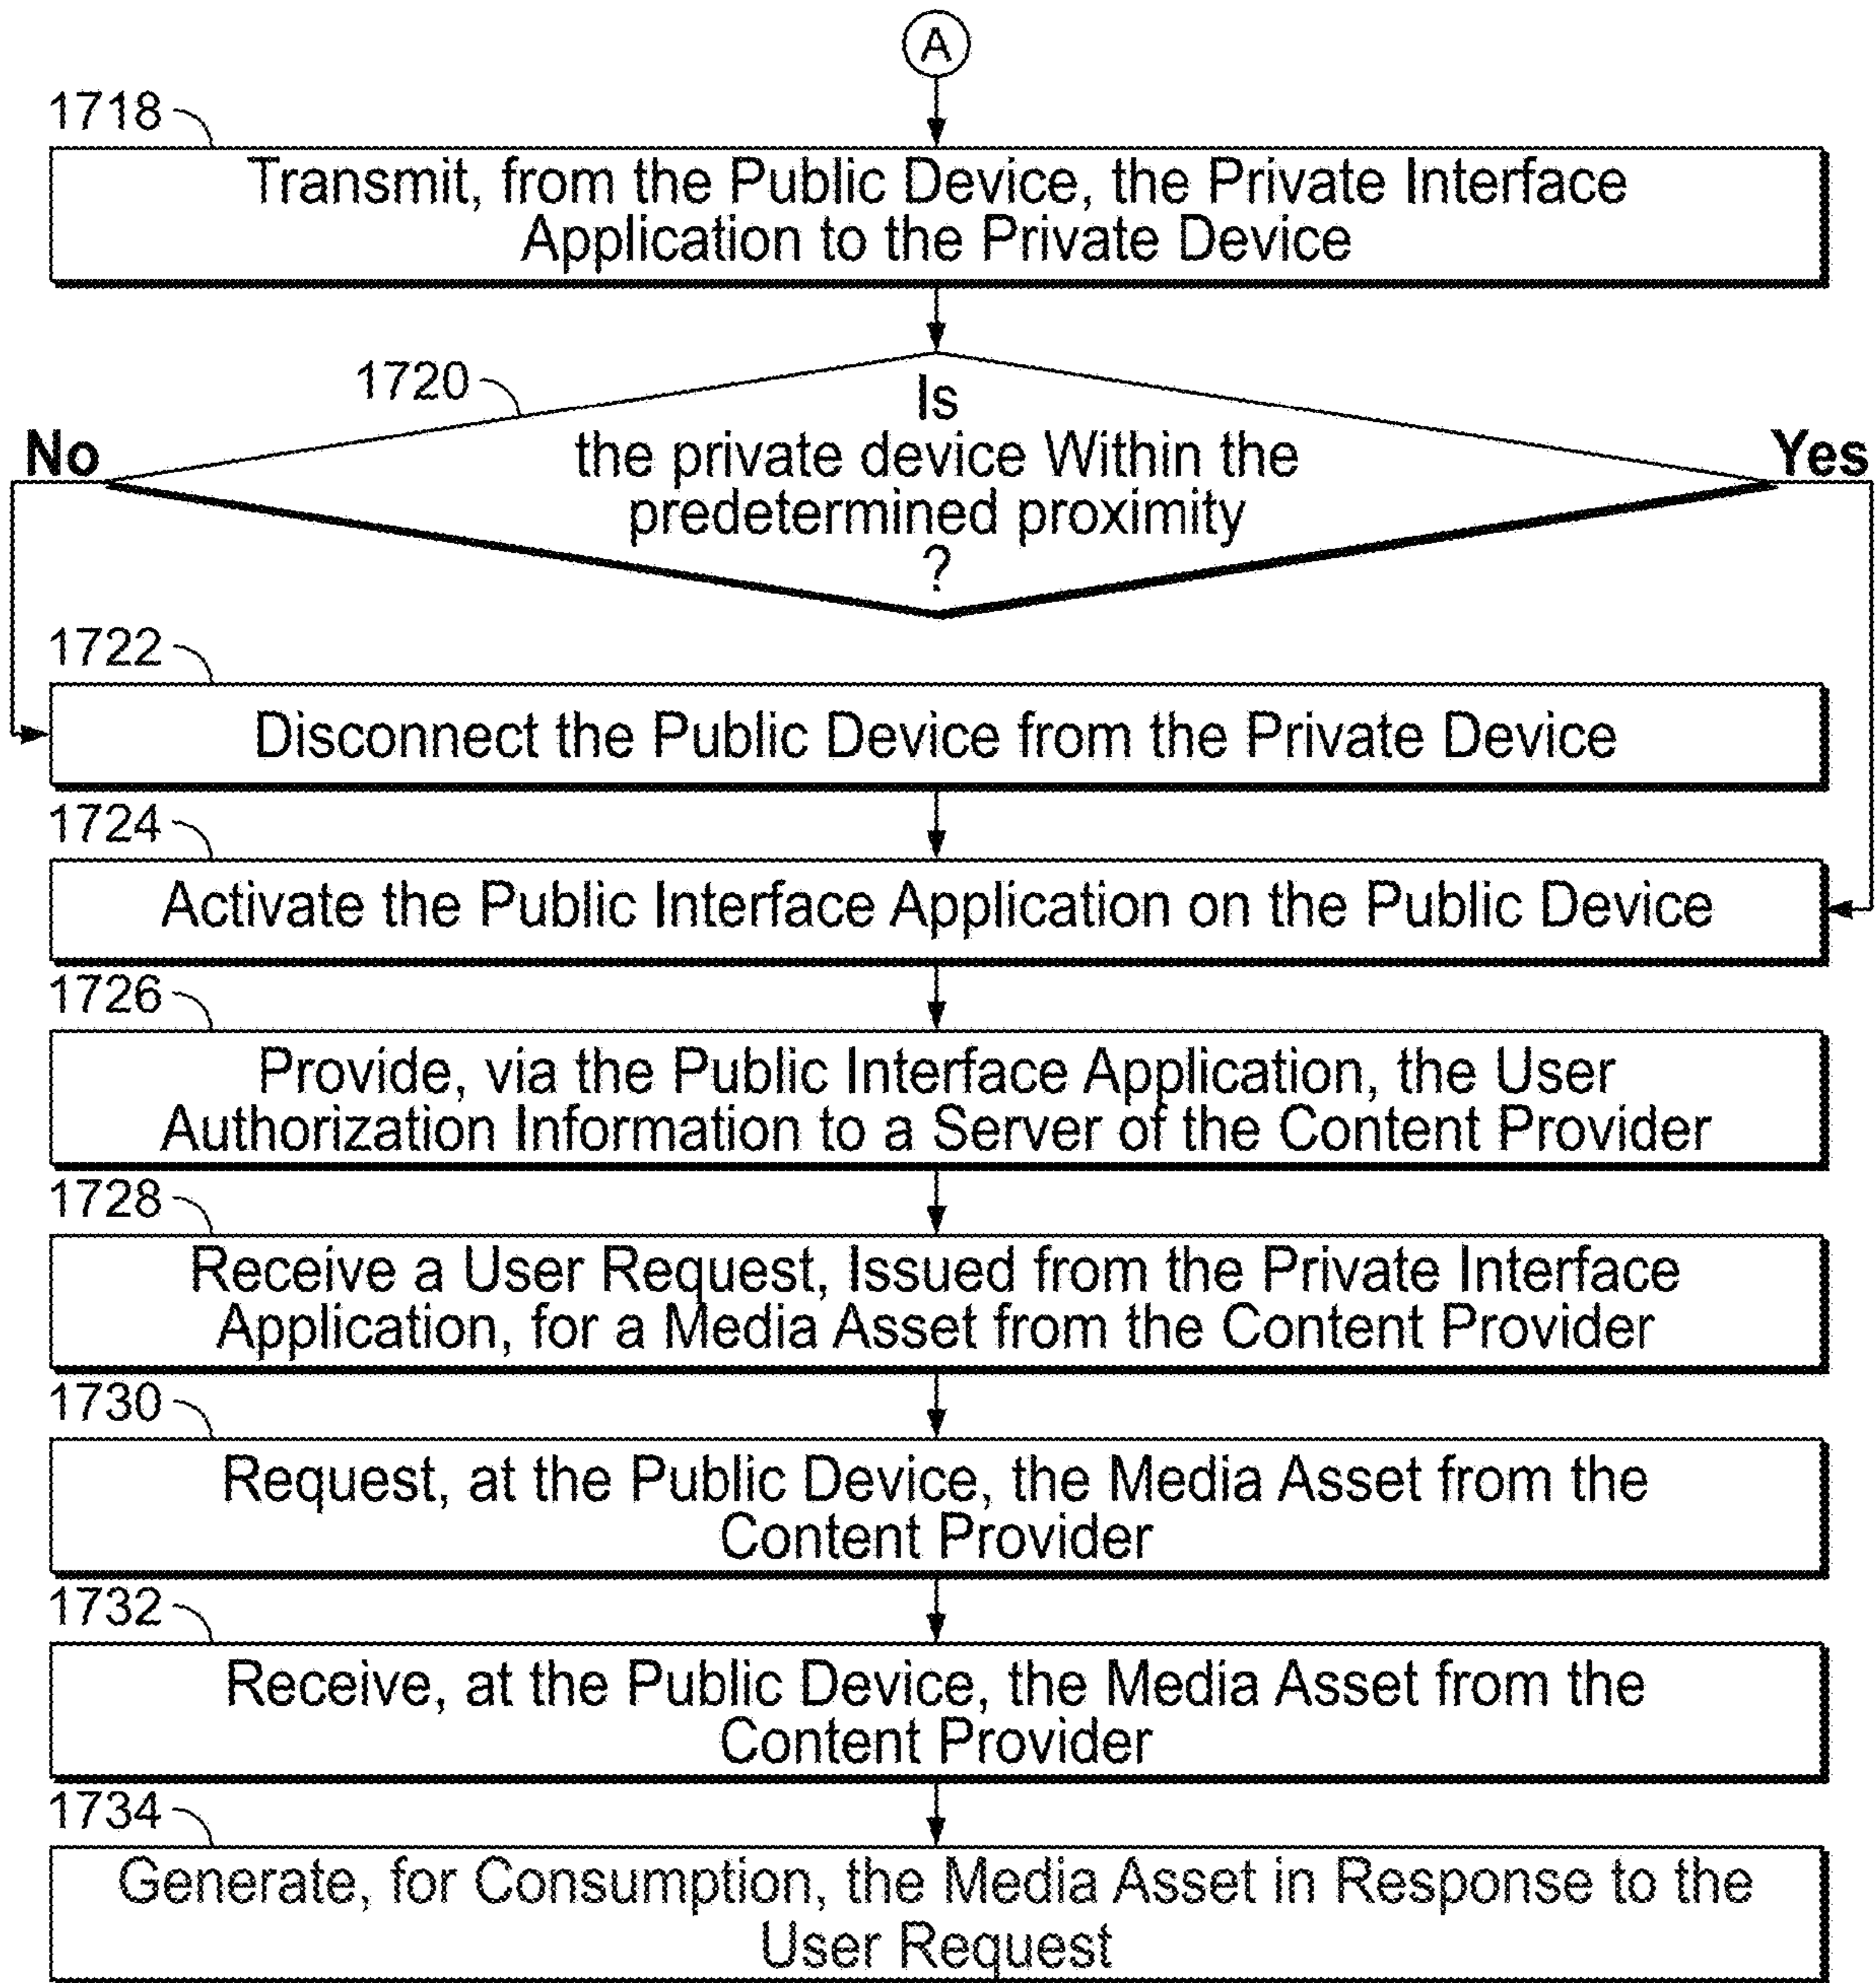 A
1718
Transmit, from the Public Device, the Private Interface
Application to the Private Device
1720
Is
the private device Within the
predetermined proximity
?
No
Yes
1722
Disconnect the Public Device from the Private Device
1724
Activate the Public Interface Application on the Public Device
1726
Provide, via the Public Interface Application, the User
Authorization Information to a Server of the Content Provider
1728
Receive a User Request, Issued from the Private Interface
Application, for a Media Asset from the Content Provider
1730
Request, at the Public Device, the Media Asset from the
Content Provider
1732
Receive, at the Public Device, the Media Asset from the
Content Provider
1734
Generate, for Consumption, the Media Asset in Response to the
User Request